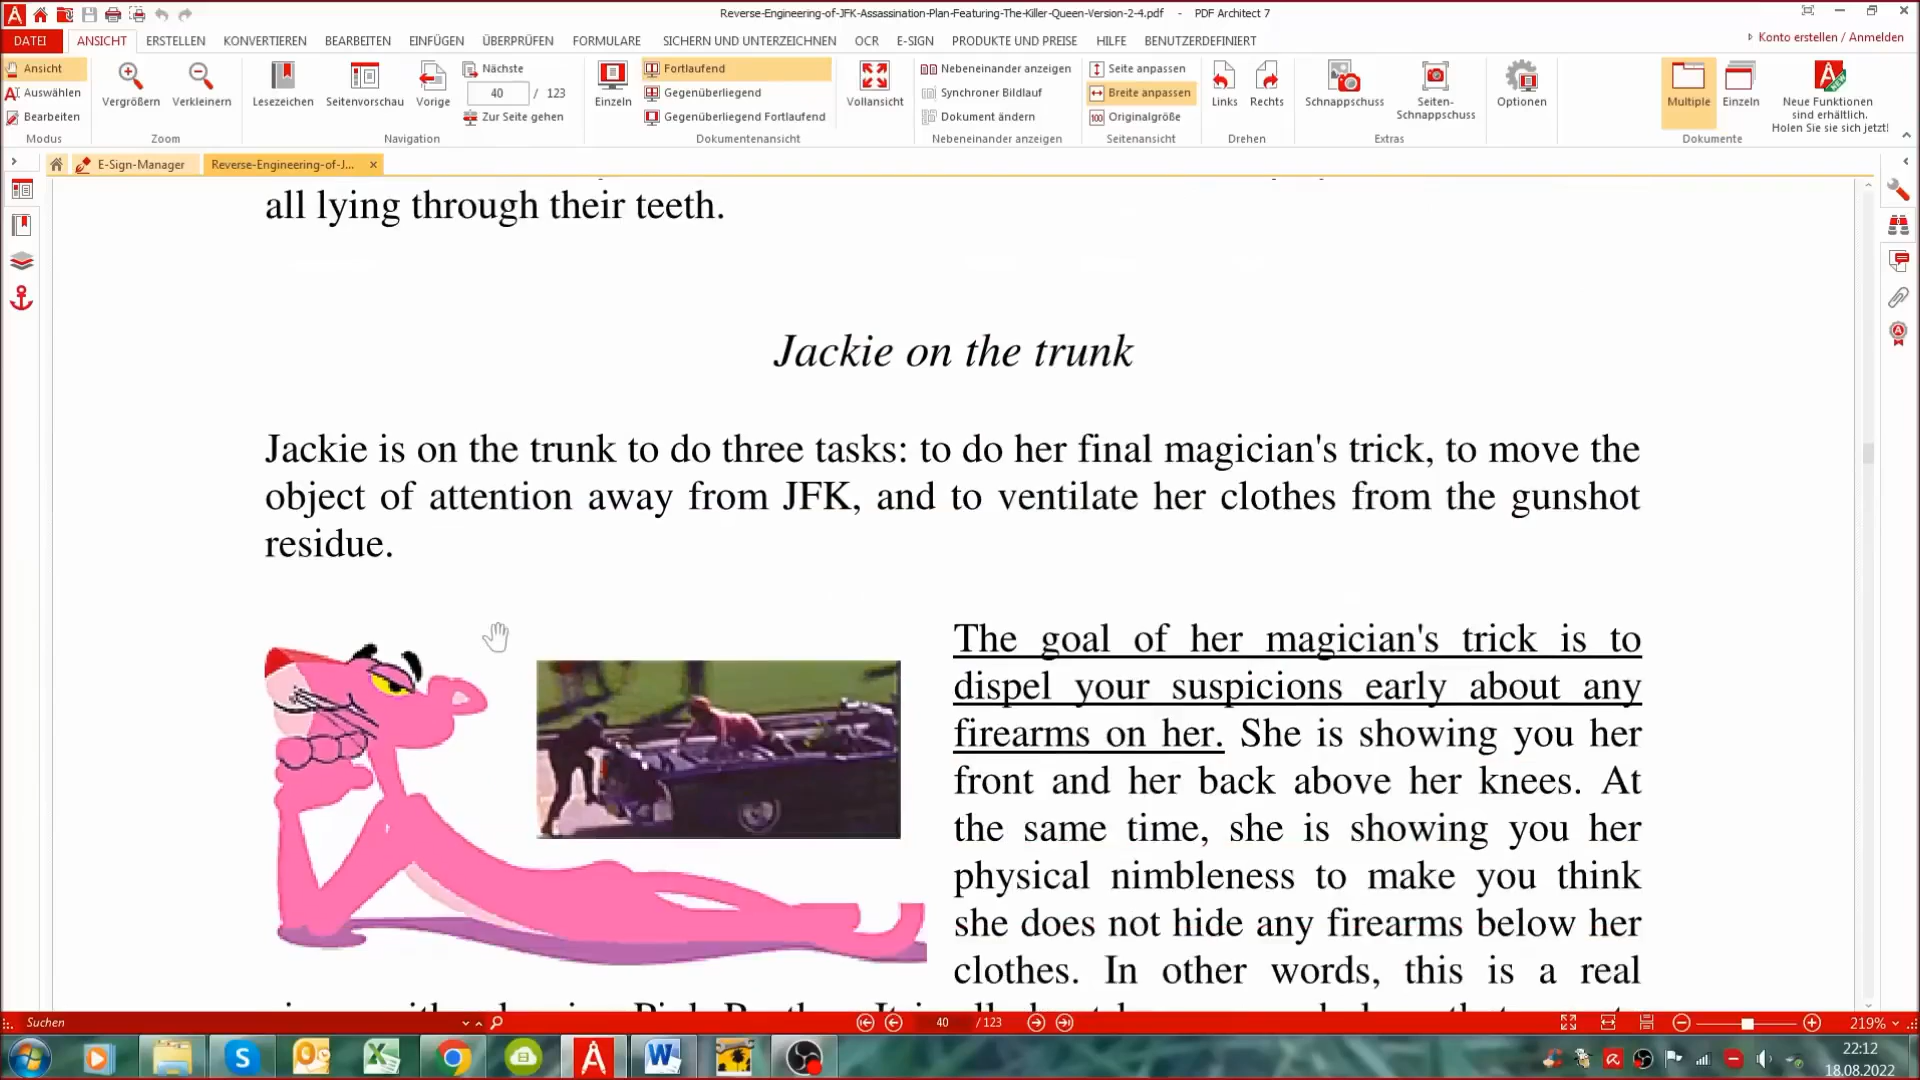 Reverse-Engineering-of-JFK-Assassination-Plan-Featuring-The-Killer-Queen-Version-2-4.pdf - PDF Architect 7
DATEI ANSICHT ERSTELLEN KONVERTIEREN BEARBEITEN EINFÜGEN ÜBERPRÜFEN FORMULARE SICHERN UND UNTERZEICHNEN OCR E-SIGN PRODUKTE UND PREISE HILFE BENUTZERDEFINIERT Konto erstellen / Anmelden
Ansicht
Auswählen
Bearbeiten
Modus
Vergrößern Verkleinern
Zoom
Lesezeichen Seitenvorschau Vorige
Nächste
40 / 123
Zur Seite gehen
Navigation
Einzeln
Fortlaufend
Gegenüberliegend
Gegenüberliegend Fortlaufend
Dokumentansicht
Vollansicht
Nebeneinander anzeigen
Synchroner Bildlauf
Dokument ändern
Nebeneinander anzeigen
Seite anpassen
Breite anpassen
100 Originalgröße
Seitenansicht
Links Rechts
Drehen
Schnappschuss
Seiten-
Schnappschuss
Extras
Optionen
Multiple Einzeln
Dokumente
NEW
Neue Funktionen
sind erhältlich.
Holen Sie sie sich jetzt!
E-Sign-Manager
Reverse-Engineering-of-J...
all lying through their teeth.
Jackie on the trunk
Jackie is on the trunk to do three tasks: to do her final magician's trick, to move the
object of attention away from JFK, and to ventilate her clothes from the gunshot
residue.
The goal of her magician's trick is to
dispel your suspicions early about any
firearms on her. She is showing you her
front and her back above her knees. At
the same time, she is showing you her
physical nimbleness to make you think
she does not hide any firearms below her
clothes. In other words, this is a real
Suchen
40 / 123
219%
22:12
18.08.2022